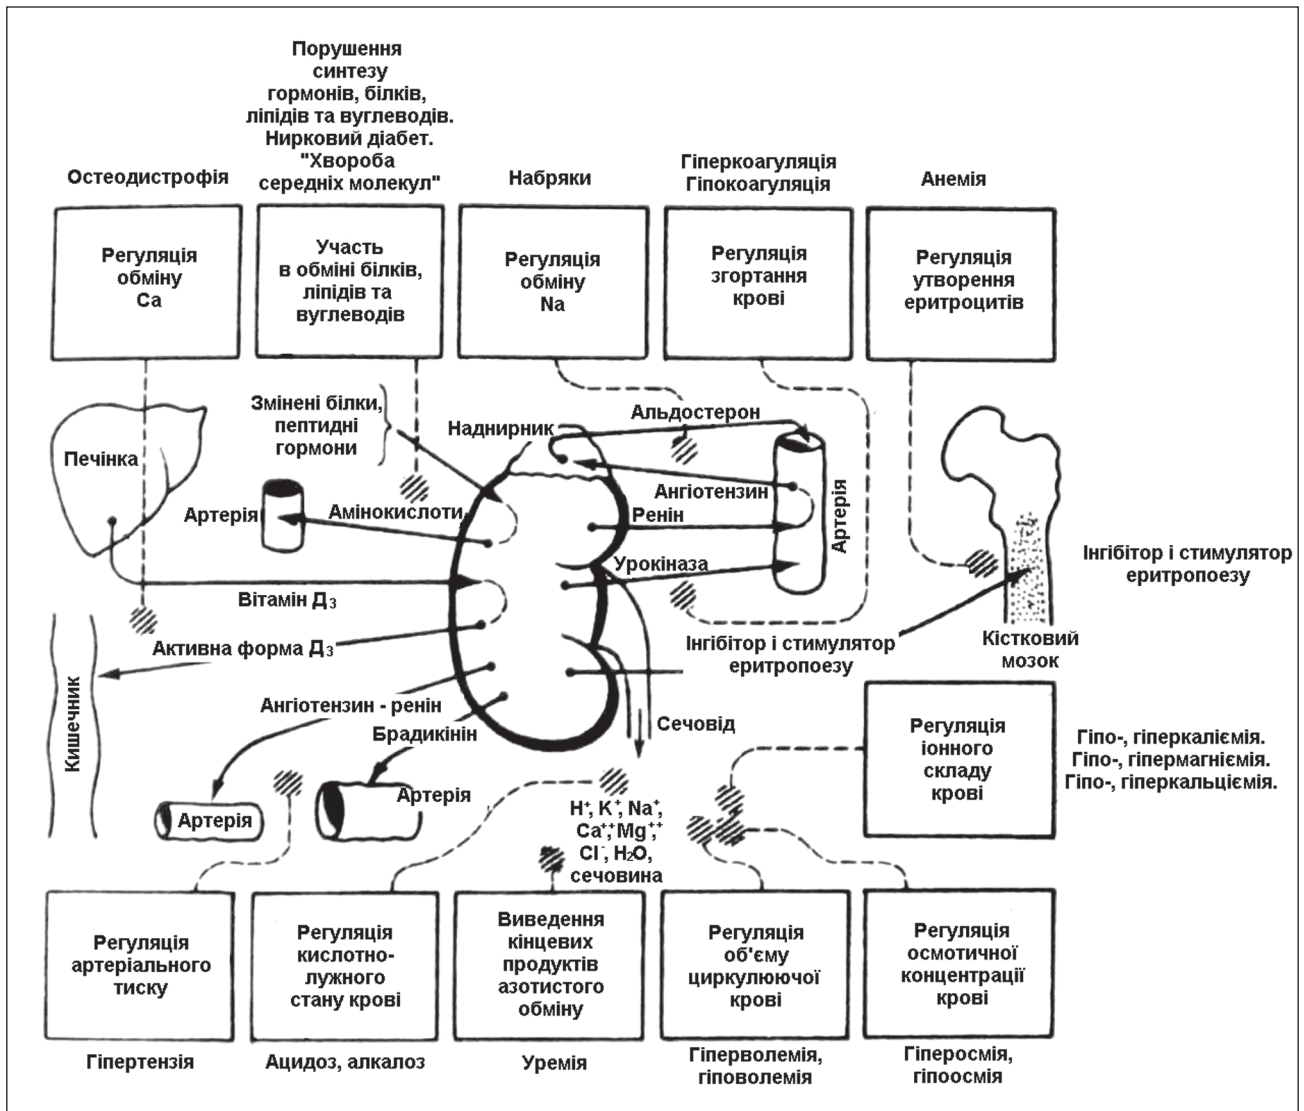 Порушення
синтезу
гормонів, білків,
ліпідів та вуглеводів.
Нирковий діабет.
"Хвороба
середніх молекул"
Остеодистрофія
Набряки
Гіперкоагуляція
Гіпокоагуляція
Анемія
Регуляція
обміну
Са
Участь
в обміні білків,
ліпідів та
вуглеводів
Регуляція
обміну
Na
Регуляція
згортання
крові
Регуляція
утворення
еритроцитів
Печінка
Змінені білки,
пептидні
гормони
Наднирник
Альдостерон
Ангіотензин
Ренін
Артерія
Артерія
Амінокислоти
Урокіназа
Вітамін Д3
Активна форма Д3
Інгібітор і стимулятор
еритропоезу
Інгібітор і стимулятор
еритропоезу
Кістковий
мозок
Кишечник
Ангіотензин - ренін
Брадикінін
Сечовід
Артерія
Артерія
H+, K+, Na+,
Ca++, Mg++,
Cl-, H2O,
сечовина
Регуляція
іонного
складу
крові
Гіпо-, гіперкаліємія.
Гіпо-, гіпермагніємія.
Гіпо-, гіперкальціємія.
Регуляція
артеріального
тиску
Регуляція
кислотно-
лужного
стану крові
Виведення
кінцевих
продуктів
азотистого
обміну
Регуляція
об'єму
циркулюючої
крові
Регуляція
осмотичної
концентрації
крові
Гіпертензія
Ацидоз, алкалоз
Уремія
Гіперволемія,
гіповолемія
Гіперосмія,
гіпоосмія